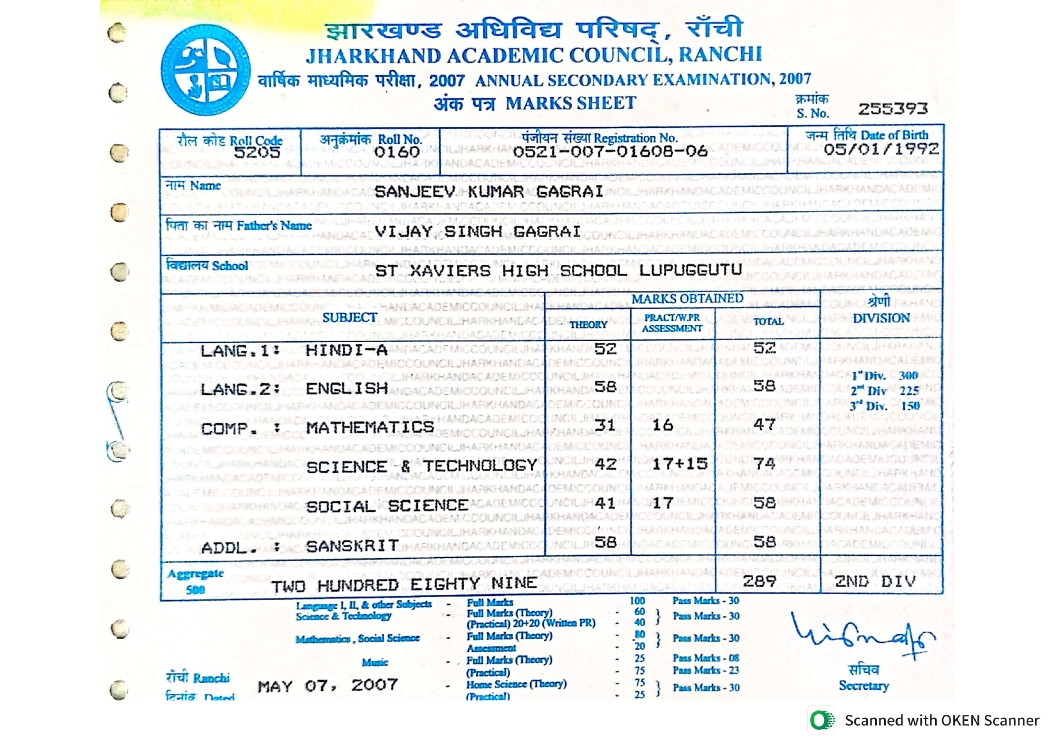 झारखण्ड अधिविद्य परिषद्, राँची
JHARKHAND ACADEMIC COUNCIL, RANCHI
वार्षिक माध्यमिक परीक्षा, 2007 ANNUAL SECONDARY EXAMINATION, 2007
अंक पत्र MARKS SHEET
क्रमांक
S. No. 255393
रौल कोड Roll Code अनुक्रमांक Roll No. पंजीयन संख्या Registration No. जन्म तिथि Date of Birth
5205 0160 0521-007-01608-06 05/01/1992
नाम Name SANJEEV KUMAR GAGRAI
पिता का नाम Father's Name VIJAY SINGH GAGRAI
विद्यालय School ST XAVIERS HIGH SCHOOL LUPUGGUTU
SUBJECT MARKS OBTAINED श्रेणी DIVISION
THEORY PRACT/W.PR ASSESSMENT TOTAL
LANG.1: HINDI-A 52 52
LANG.2: ENGLISH 58 58
1st Div. 300
2nd Div 225
3rd Div. 150
COMP. : MATHEMATICS 31 16 47
SCIENCE & TECHNOLOGY 42 17+15 74
SOCIAL SCIENCE 41 17 58
ADDL. : SANSKRIT 58 58
Aggregate 500 TWO HUNDRED EIGHTY NINE 289 2ND DIV
Language I, II, & other Subjects - Full Marks 100 Pass Marks - 30
Science & Technology - Full Marks (Theory) - 60 } Pass Marks - 30
(Practical) 20+20 (Written PR) - 40
Mathematics , Social Science - Full Marks (Theory) - 80 } Pass Marks - 30
Assessment - 20
Music - Full Marks (Theory) - 25 Pass Marks - 08
(Practical) - 75 Pass Marks - 23
- Home Science (Theory) - 75 } Pass Marks - 30
(Practical) - 25
राँची Ranchi
दिनांक Dated MAY 07, 2007
सचिव
Secretary
Scanned with OKEN Scanner